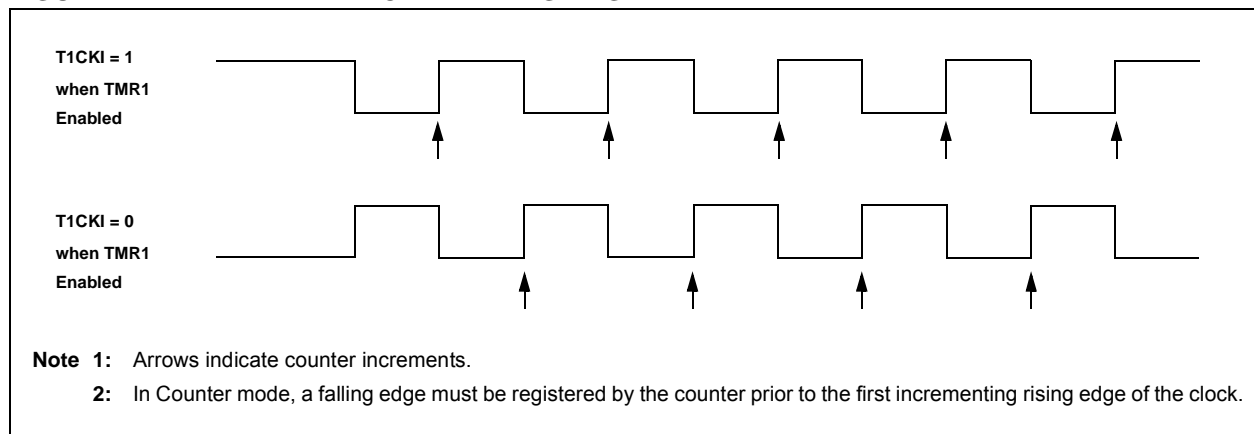 T1CKI = 1
when TMR1
Enabled
T1CKI = 0
when TMR1
Enabled
Note 1: Arrows indicate counter increments.
2: In Counter mode, a falling edge must be registered by the counter prior to the first incrementing rising edge of the clock.